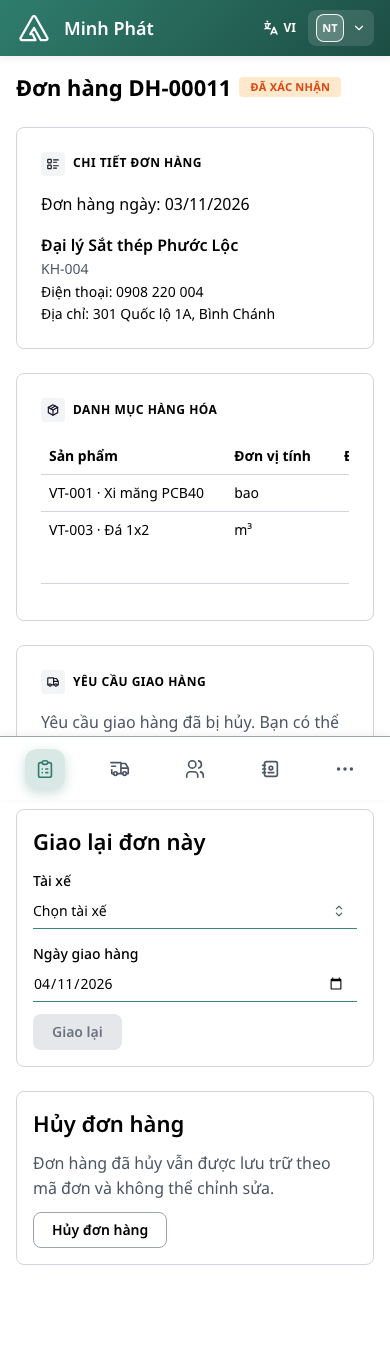 Minh Phát
VI
NT
Đơn hàng DH-00011
ĐÃ XÁC NHẬN
CHI TIẾT ĐƠN HÀNG
Đơn hàng ngày: 03/11/2026
Đại lý Sắt thép Phước Lộc
KH-004
Điện thoại: 0908 220 004
Địa chỉ: 301 Quốc lộ 1A, Bình Chánh
DANH MỤC HÀNG HÓA
Sản phẩm Đơn vị tính
VT-001 · Xi măng PCB40 bao
VT-003 · Đá 1x2 m³
YÊU CẦU GIAO HÀNG
Yêu cầu giao hàng đã bị hủy. Bạn có thể
Giao lại đơn này
Tài xế
Chọn tài xế
Ngày giao hàng
04/11/2026
Giao lại
Hủy đơn hàng
Đơn hàng đã hủy vẫn được lưu trữ theo
mã đơn và không thể chỉnh sửa.
Hủy đơn hàng